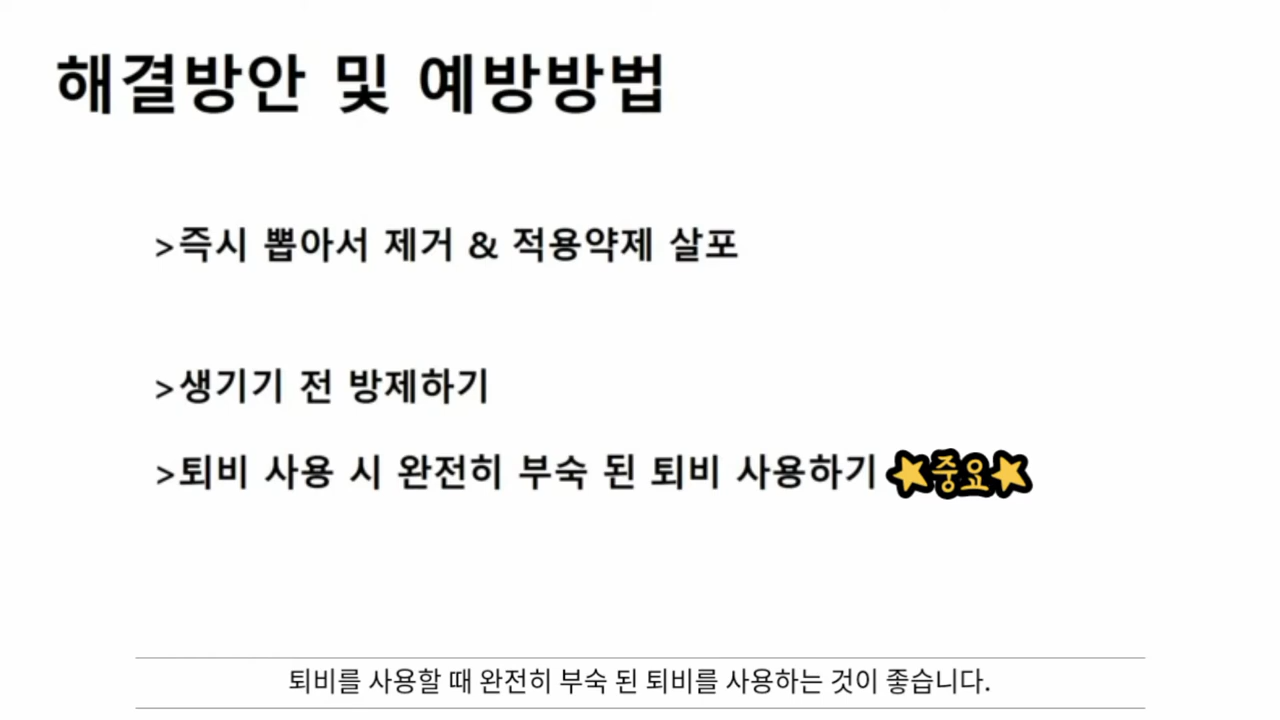 해결방안 및 예방방법
>즉시 뽑아서 제거 & 적용약제 살포
>생기기 전 방제하기
>퇴비 사용 시 완전히 부숙 된 퇴비 사용하기 ★중요★
퇴비를 사용할 때 완전히 부숙 된 퇴비를 사용하는 것이 좋습니다.